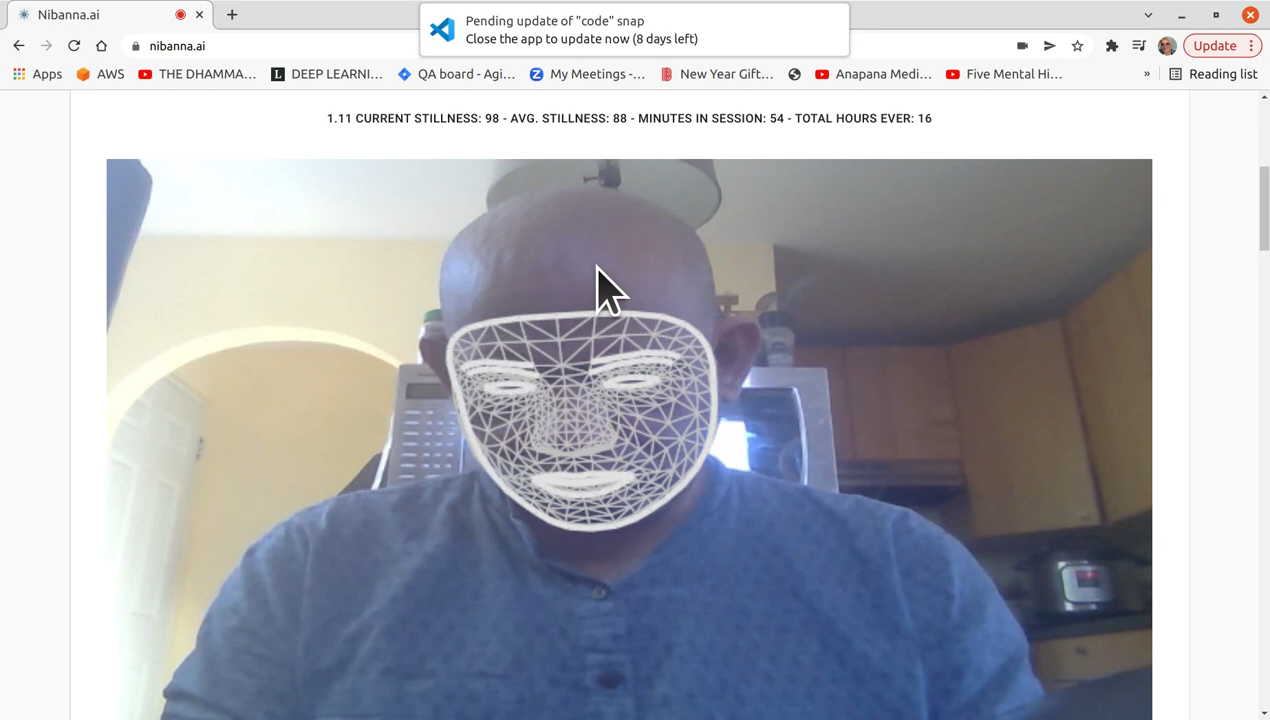 Nibanna.ai
Pending update of "code" snap
Close the app to update now (8 days left)
nibanna.ai
Update
Apps
AWS
THE DHAMMA…
DEEP LEARNI…
QA board - Agi…
My Meetings -…
New Year Gift…
Anapana Medi…
Five Mental Hi…
»
Reading list
1.11 CURRENT STILLNESS: 98 - AVG. STILLNESS: 88 - MINUTES IN SESSION: 54 - TOTAL HOURS EVER: 16